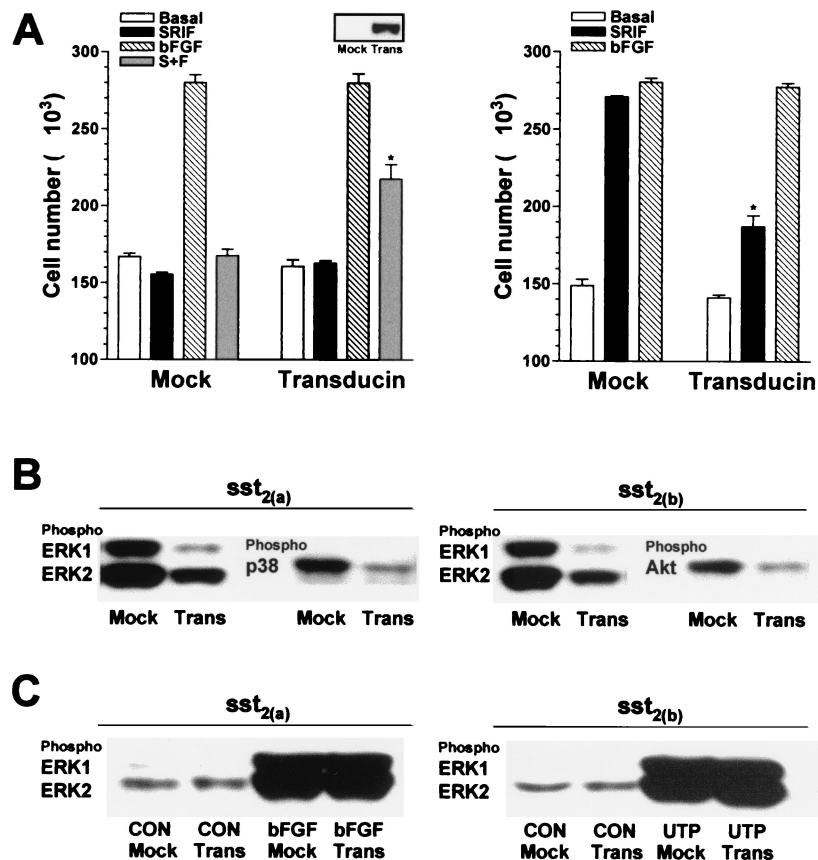 A
Basal
SRIF
bFGF
S+F
Mock Trans
300
250
200
150
100
Cell number ( 10³)
*
Mock
Transducin
Basal
SRIF
bFGF
300
250
200
150
100
Cell number ( 10³)
*
Mock
Transducin
B
sst2(a)
Phospho
ERK1
ERK2
Phospho
p38
Mock Trans
Mock Trans
sst2(b)
Phospho
ERK1
ERK2
Phospho
Akt
Mock Trans
Mock Trans
C
sst2(a)
Phospho
ERK1
ERK2
CON CON bFGF bFGF
Mock Trans Mock Trans
sst2(b)
Phospho
ERK1
ERK2
CON CON UTP UTP
Mock Trans Mock Trans